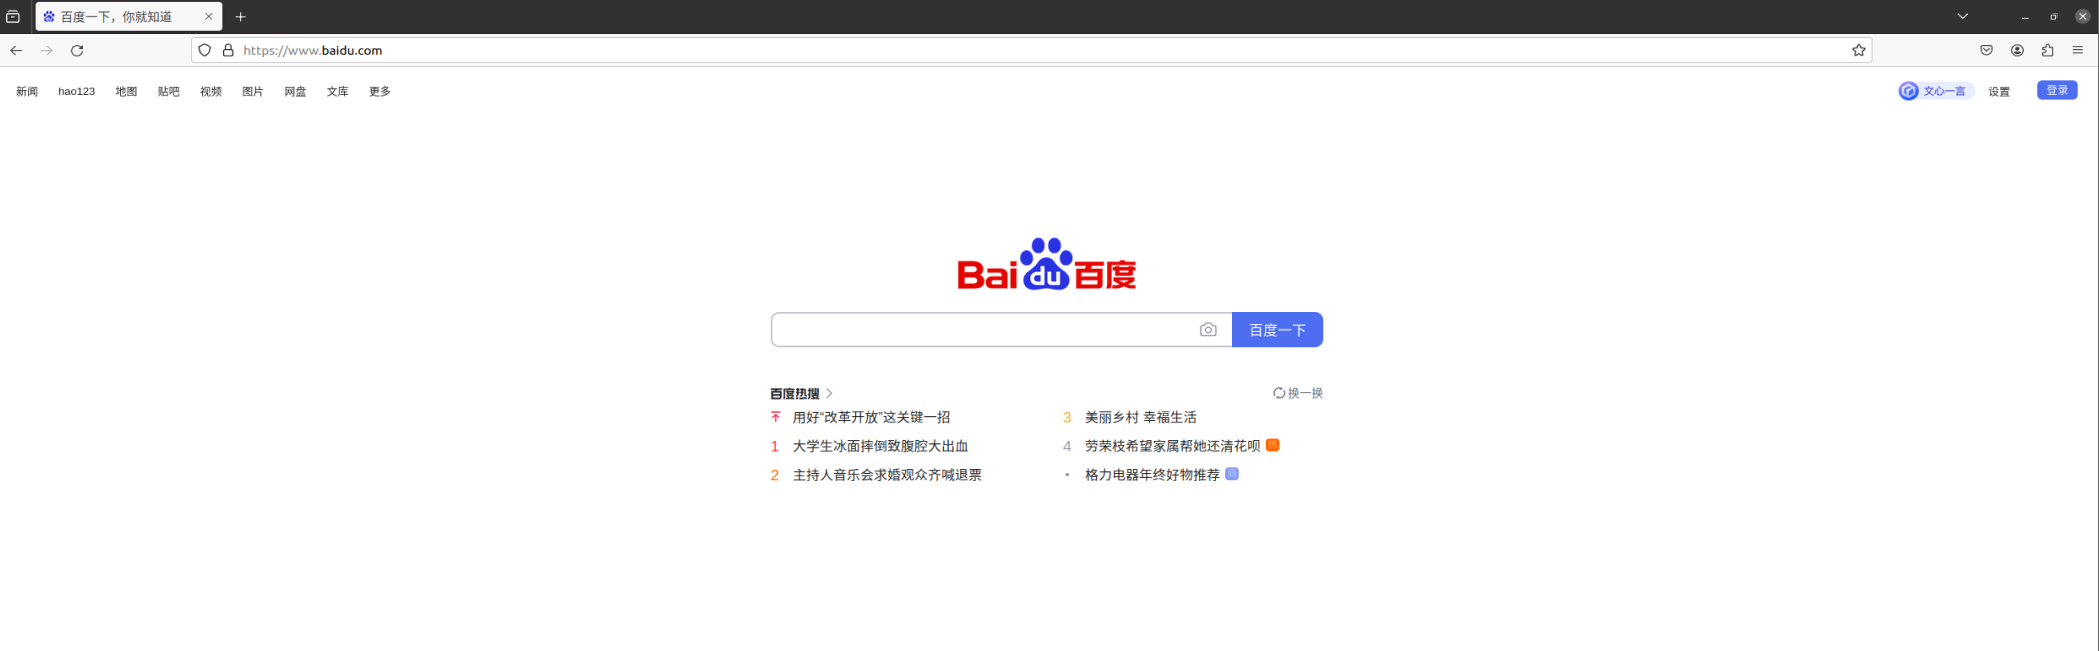 百度一下，你就知道
https://www.baidu.com
新闻 hao123 地图 贴吧 视频 图片 网盘 文库 更多
文心一言 设置 登录
Bai du 百度
百度一下
百度热搜
换一换
用好“改革开放”这关键一招
1 大学生冰面摔倒致腹腔大出血
2 主持人音乐会求婚观众齐喊退票
3 美丽乡村 幸福生活
4 劳荣枝希望家属帮她还清花呗
• 格力电器年终好物推荐